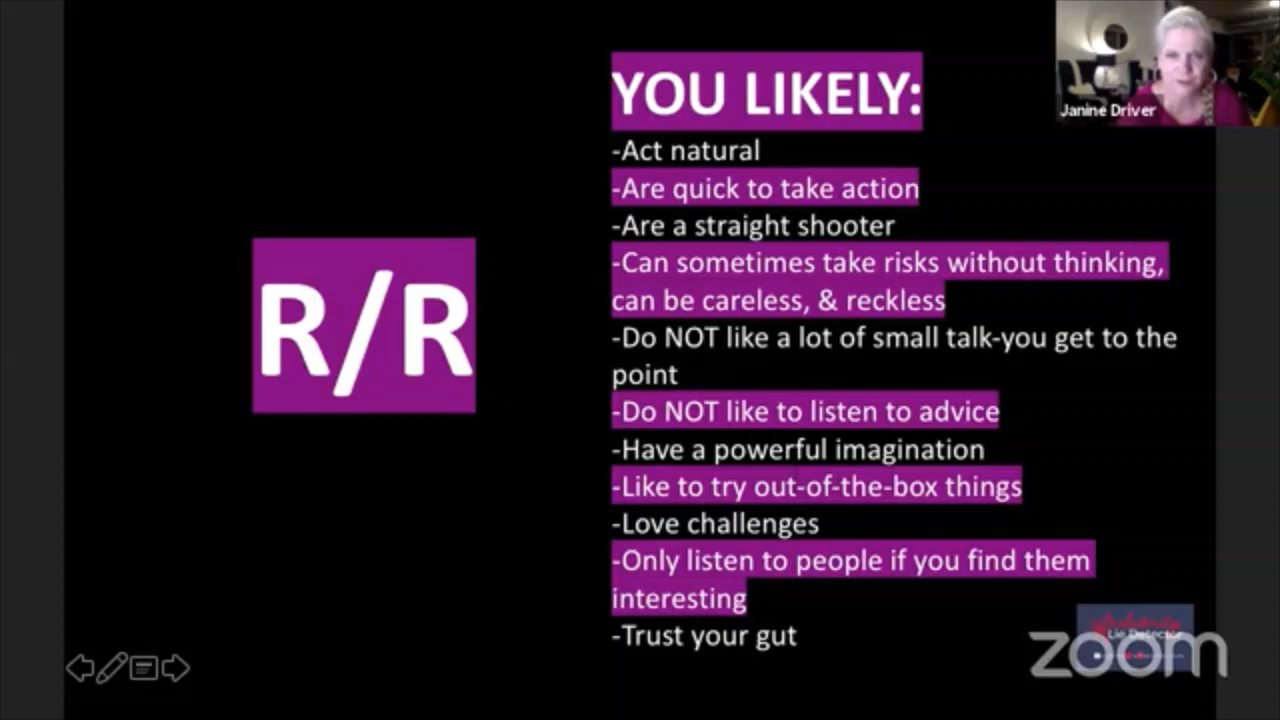 YOU LIKELY:
Janine Driver
-Act natural
-Are quick to take action
-Are a straight shooter
-Can sometimes take risks without thinking,
can be careless, & reckless
R/R
-Do NOT like a lot of small talk-you get to the
point
-Do NOT like to listen to advice
-Have a powerful imagination
-Like to try out-of-the-box things
-Love challenges
-Only listen to people if you find them
interesting
-Trust your gut
Lie Detector
zoom